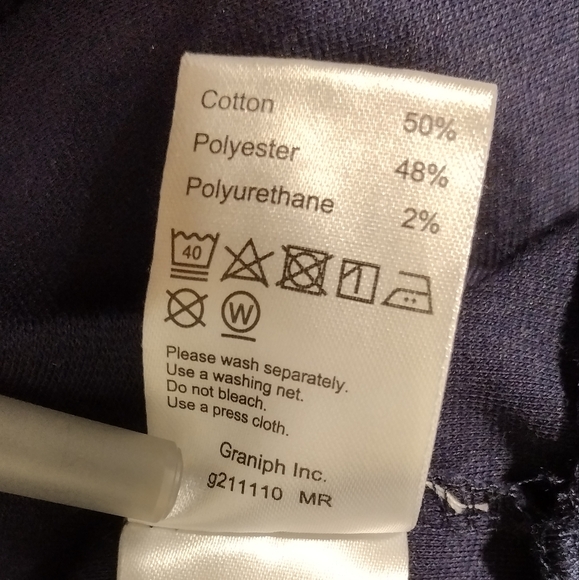 Cotton 50%
Polyester 48%
Polyurethane 2%
40
W
Please wash separately.
Use a washing net.
Do not bleach.
Use a press cloth.
Graniph Inc.
g211110 MR